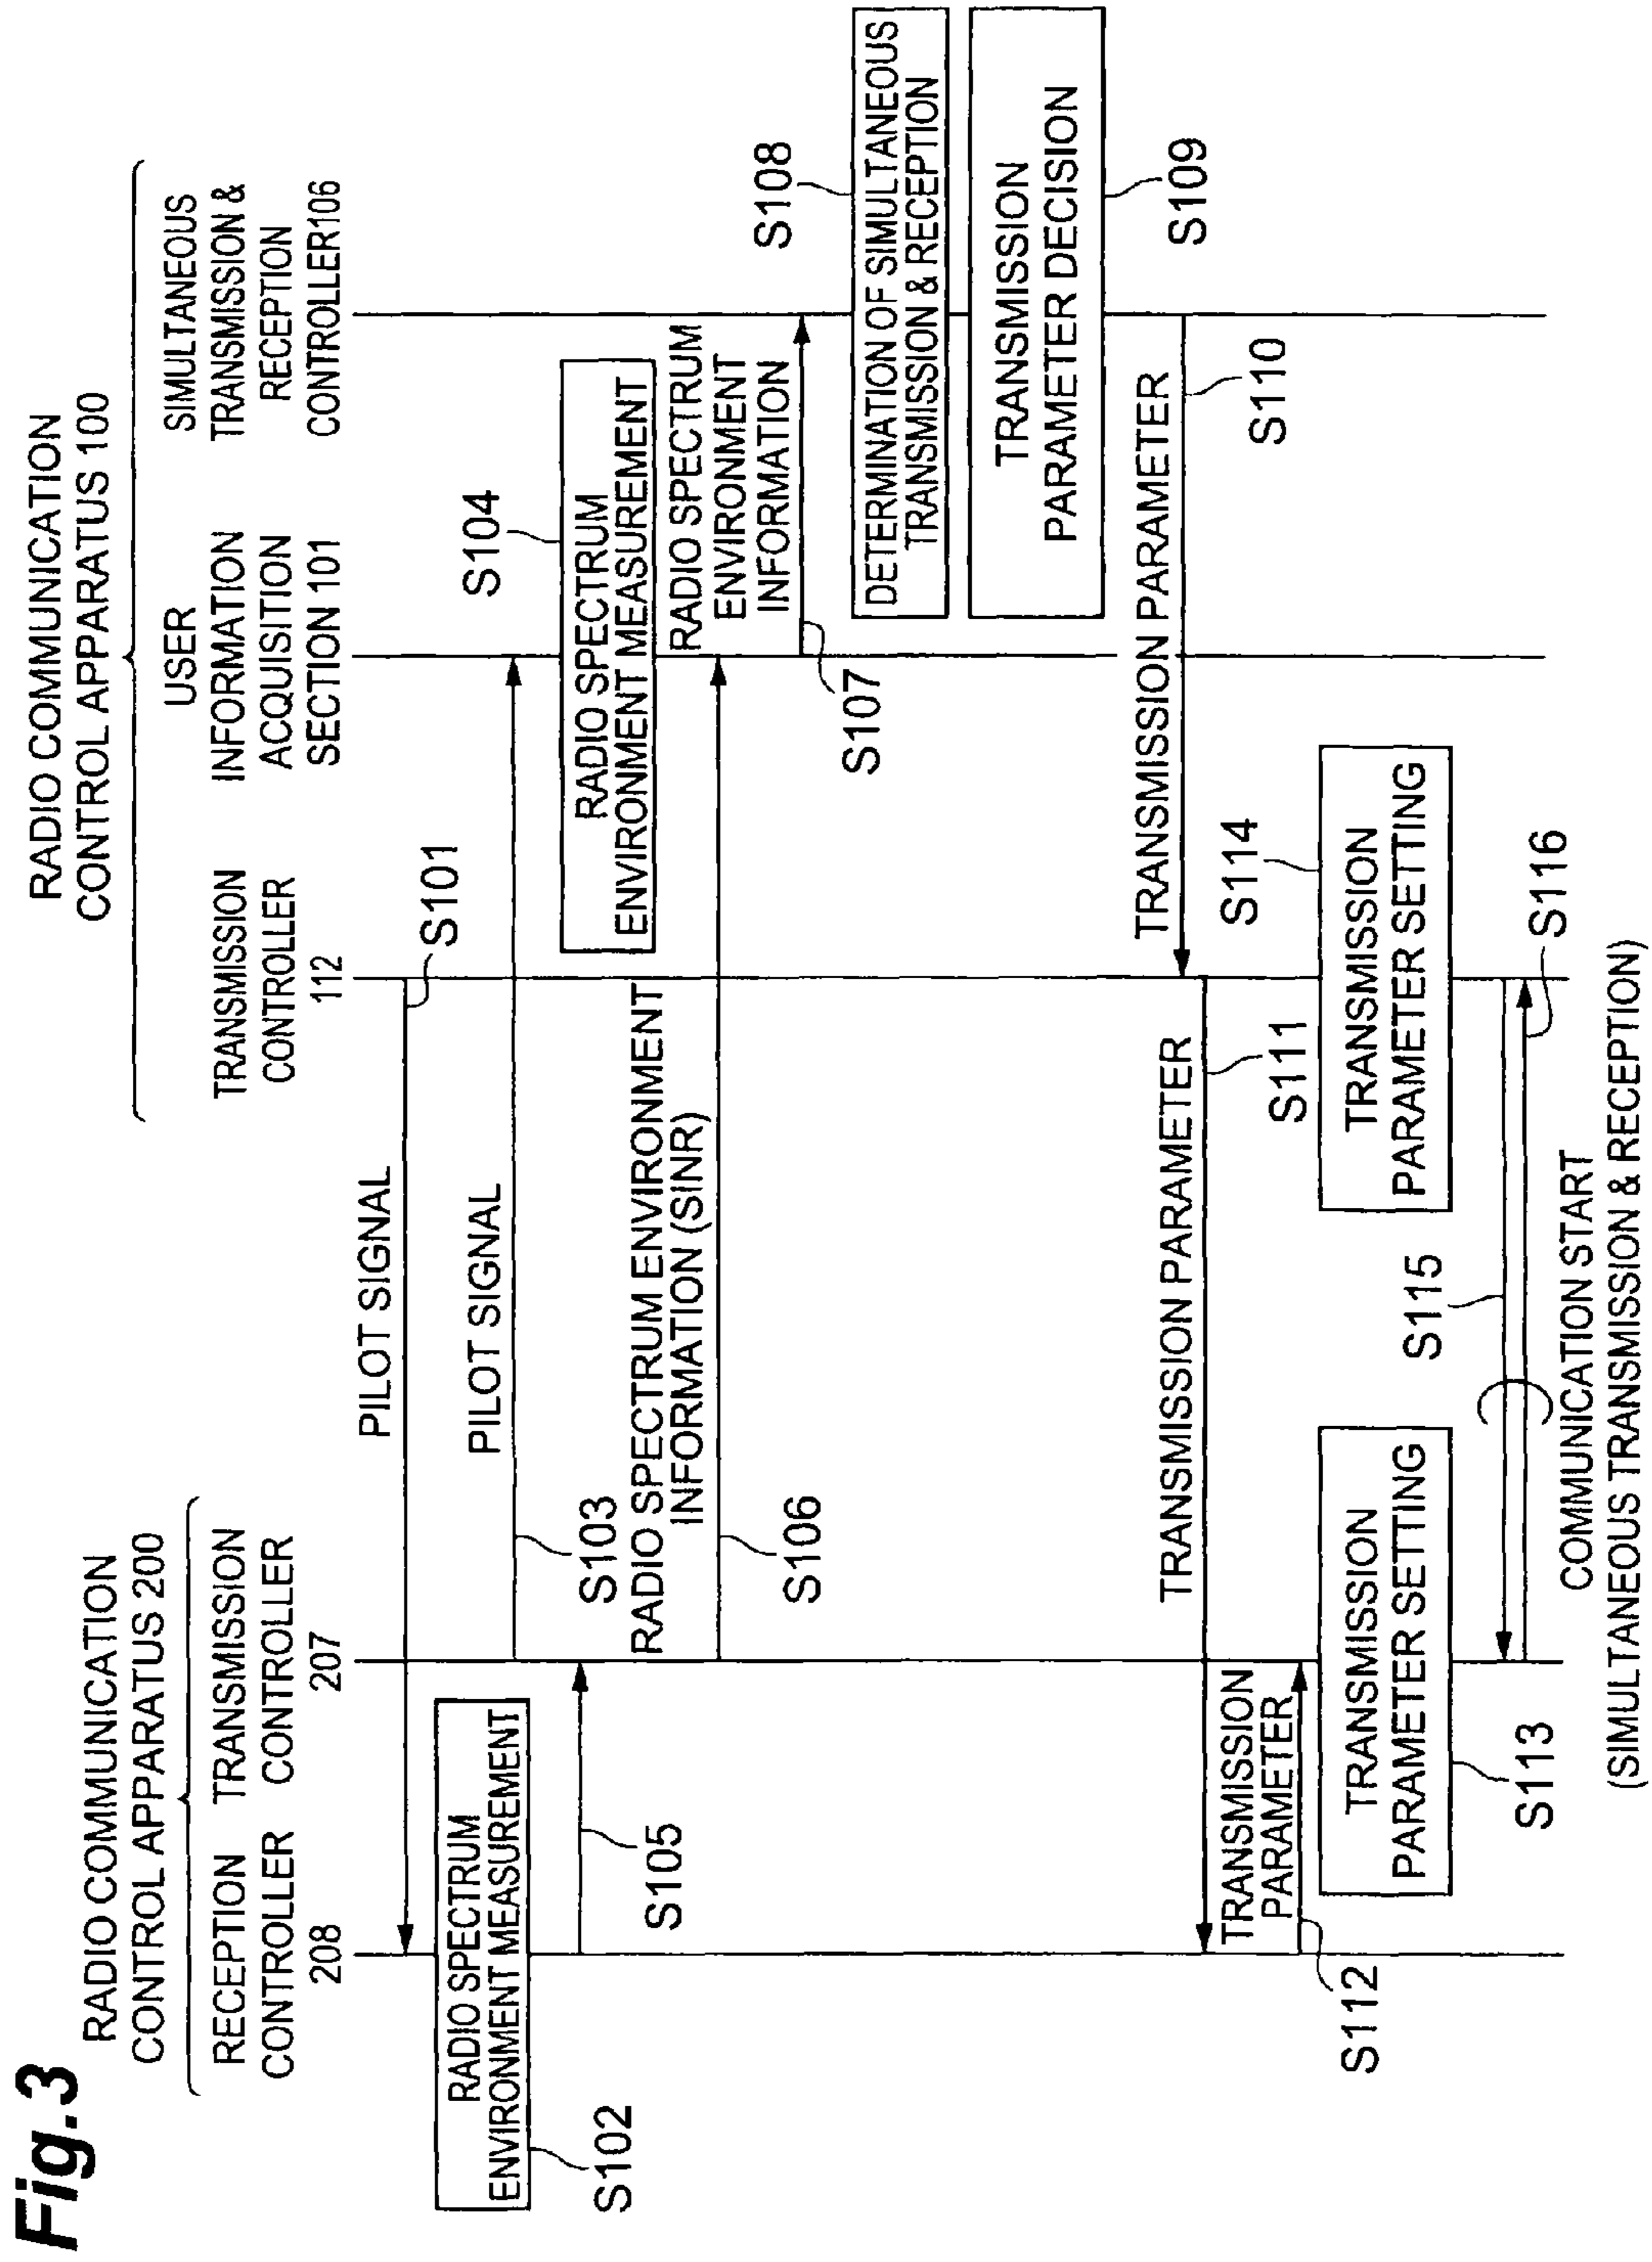 Fig.3
RADIO COMMUNICATION
CONTROL APPARATUS 200
RECEPTION
CONTROLLER
208
TRANSMISSION
CONTROLLER
207
RADIO COMMUNICATION
CONTROL APPARATUS 100
TRANSMISSION
CONTROLLER
112
USER
INFORMATION
ACQUISITION
SECTION 101
SIMULTANEOUS
TRANSMISSION &
RECEPTION
CONTROLLER106
PILOT SIGNAL
S101
RADIO SPECTRUM
ENVIRONMENT MEASUREMENT
S102
PILOT SIGNAL
S103
S104
RADIO SPECTRUM
ENVIRONMENT MEASUREMENT
S105
RADIO SPECTRUM ENVIRONMENT
INFORMATION (SINR)
S106
RADIO SPECTRUM
ENVIRONMENT
INFORMATION
S107
S108
DETERMINATION OF SIMULTANEOUS
TRANSMISSION & RECEPTION
TRANSMISSION
PARAMETER DECISION
S109
TRANSMISSION PARAMETER
S110
TRANSMISSION PARAMETER
S111
TRANSMISSION
PARAMETER
S112
TRANSMISSION
PARAMETER SETTING
S113
S114
TRANSMISSION
PARAMETER SETTING
S115
S116
COMMUNICATION START
(SIMULTANEOUS TRANSMISSION & RECEPTION)